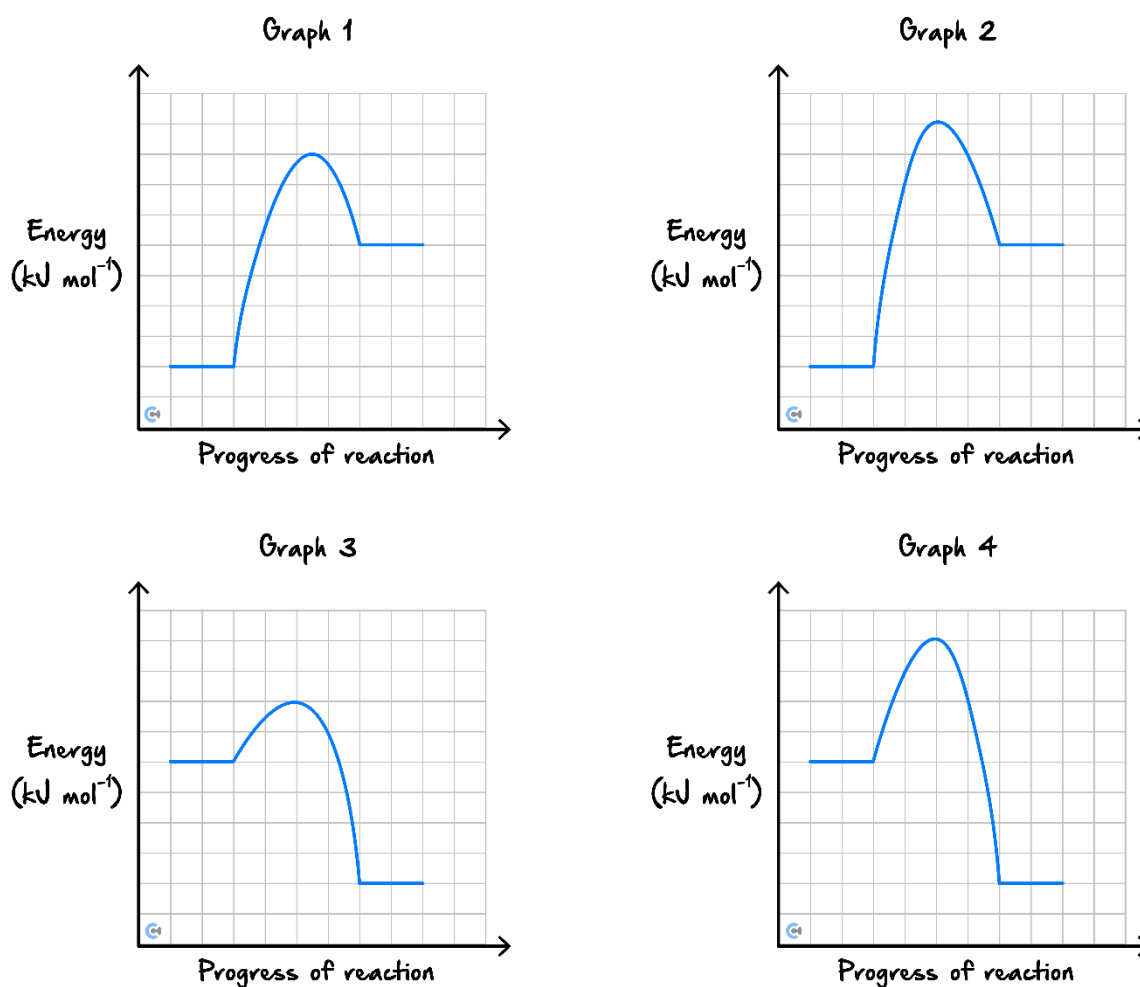 Graph 1
Energy
(kJ mol⁻¹)
Progress of reaction
Graph 2
Energy
(kJ mol⁻¹)
Progress of reaction
Graph 3
Energy
(kJ mol⁻¹)
Progress of reaction
Graph 4
Energy
(kJ mol⁻¹)
Progress of reaction